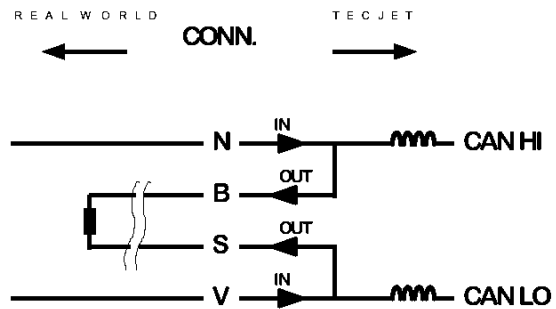 REAL WORLD CONN. TECJET
N IN CAN HI
B OUT
S OUT
V IN CAN LO